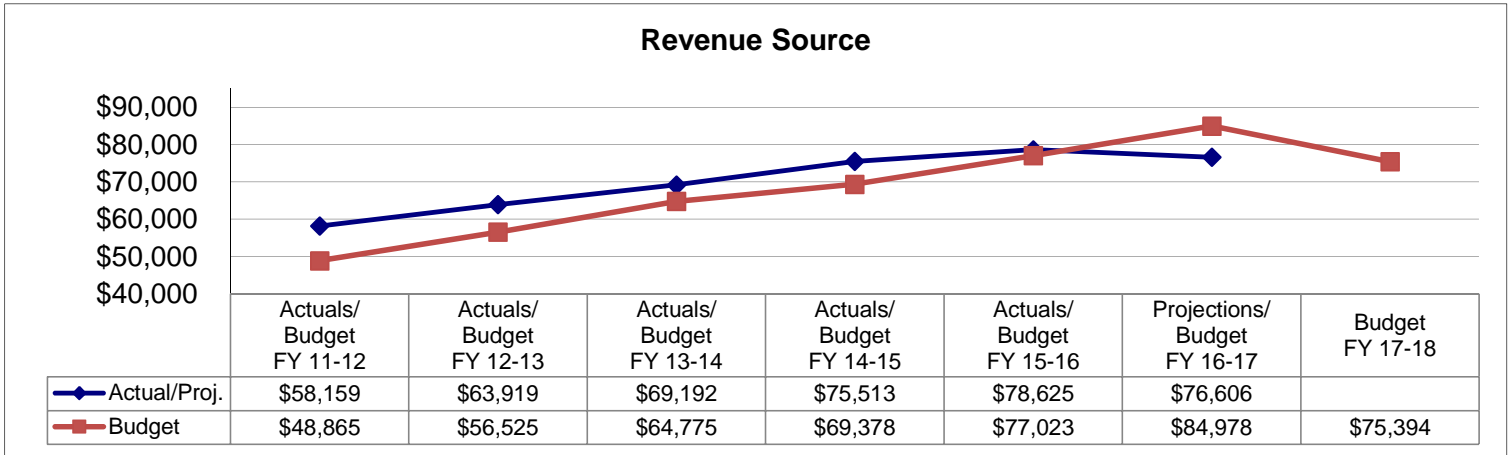 Revenue Source
$90,000
$80,000
$70,000
$60,000
$50,000
$40,000
Actuals/ Budget FY 11-12
Actuals/ Budget FY 12-13
Actuals/ Budget FY 13-14
Actuals/ Budget FY 14-15
Actuals/ Budget FY 15-16
Projections/ Budget FY 16-17
Budget FY 17-18
Actual/Proj. $58,159 $63,919 $69,192 $75,513 $78,625 $76,606
Budget $48,865 $56,525 $64,775 $69,378 $77,023 $84,978 $75,394